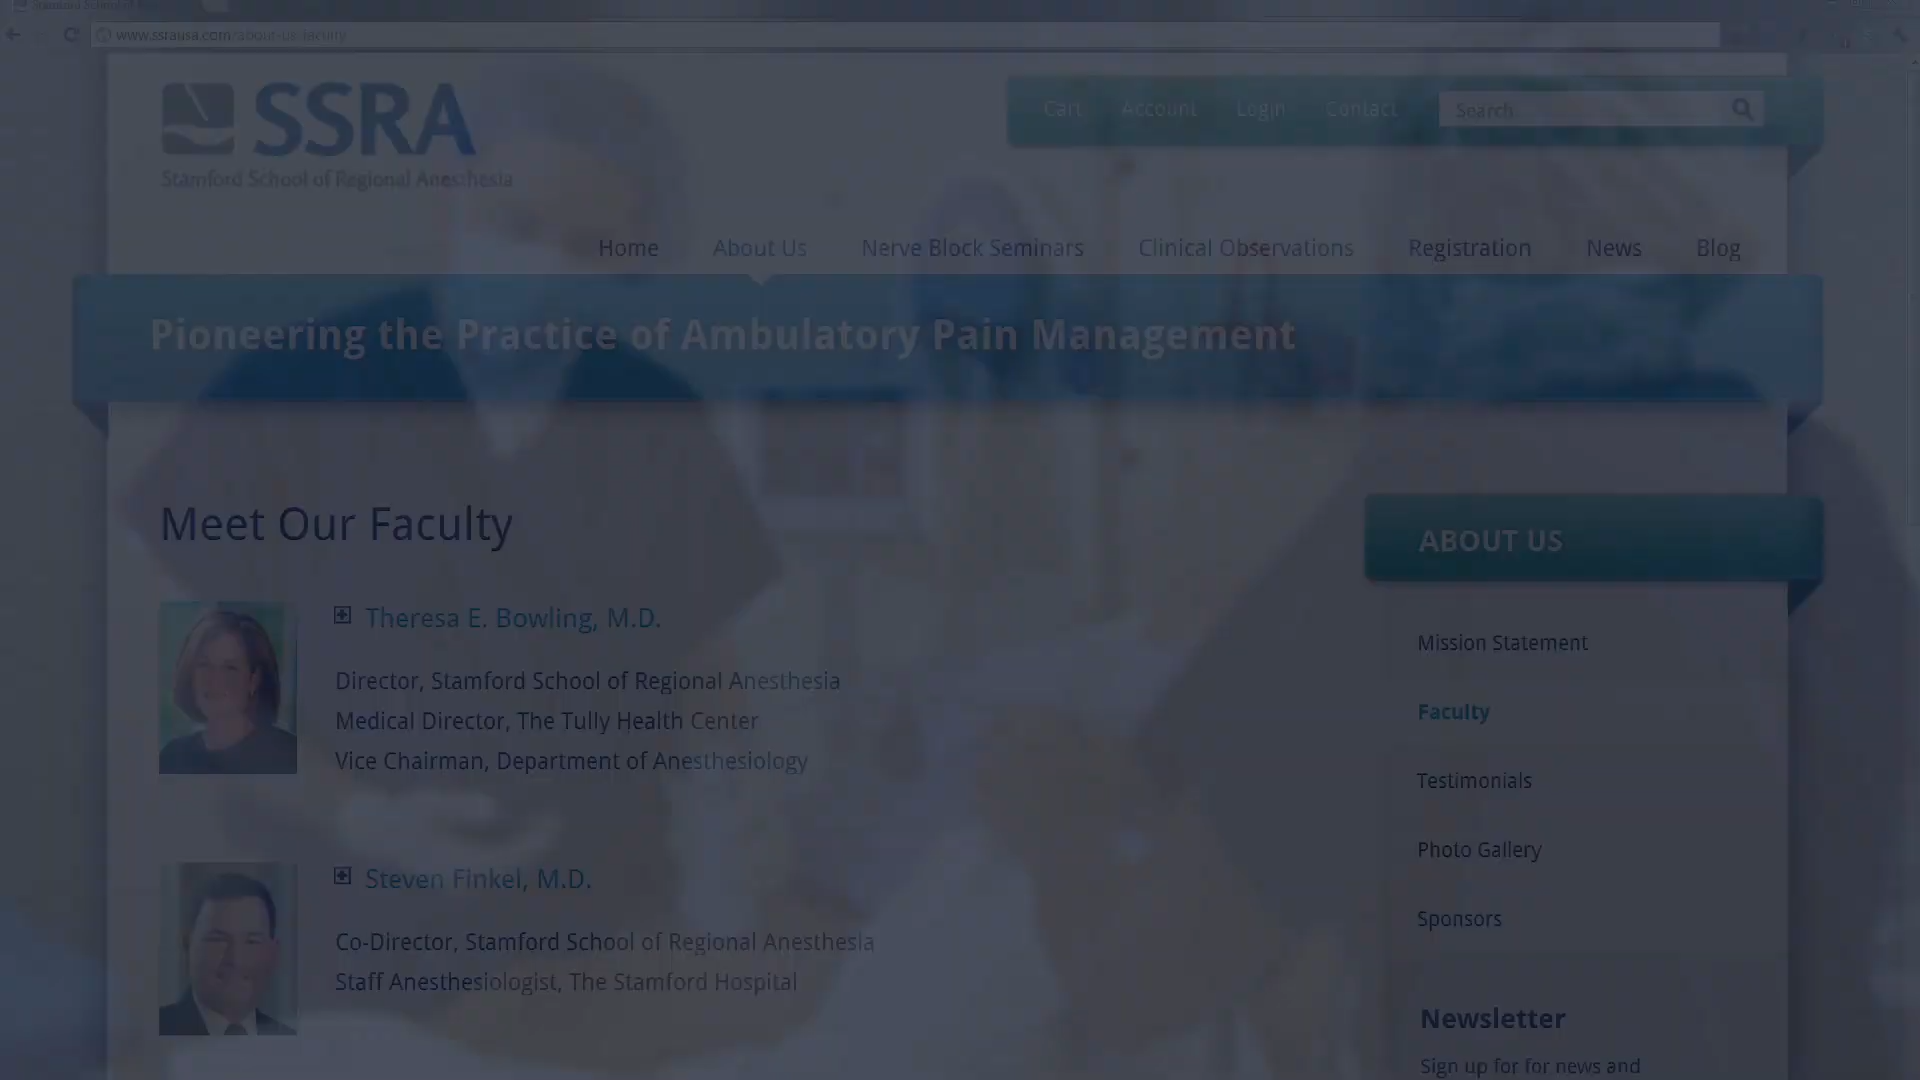 www.ssrausa.com/about-us/faculty
SSRA
Stamford School of Regional Anesthesia
Cart Account Login Contact Search
Home About Us Nerve Block Seminars Clinical Observations Registration News Blog
Pioneering the Practice of Ambulatory Pain Management
Meet Our Faculty
Theresa E. Bowling, M.D.
Director, Stamford School of Regional Anesthesia
Medical Director, The Tully Health Center
Vice Chairman, Department of Anesthesiology
Steven Finkel, M.D.
Co-Director, Stamford School of Regional Anesthesia
Staff Anesthesiologist, The Stamford Hospital
ABOUT US
Mission Statement
Faculty
Testimonials
Photo Gallery
Sponsors
Newsletter
Sign up for for news and